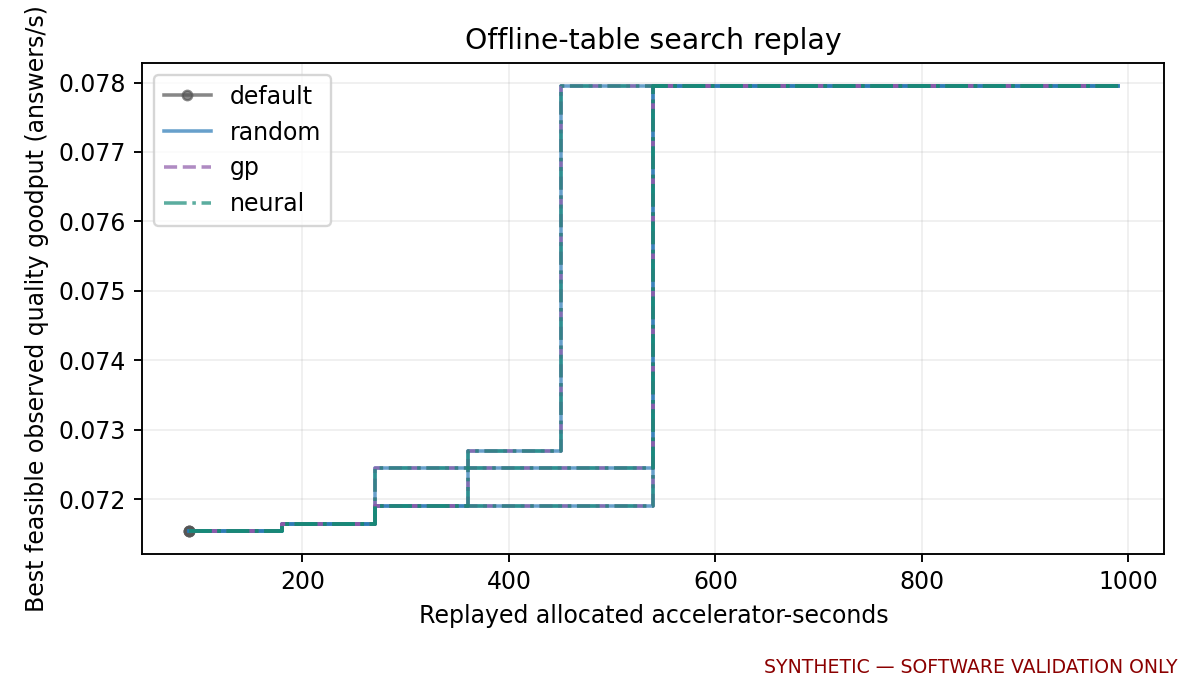 Offline-table search replay
Best feasible observed quality goodput (answers/s)
0.078
0.077
0.076
0.075
0.074
0.073
0.072
default
random
gp
neural
200
400
600
800
1000
Replayed allocated accelerator-seconds
SYNTHETIC — SOFTWARE VALIDATION ONLY